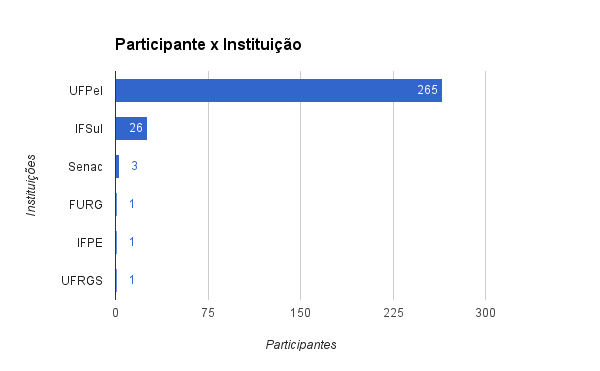 Participante x Instituição
Instituições
UFPel 265
IFSul 26
Senac 3
FURG 1
IFPE 1
UFRGS 1
0 75 150 225 300
Participantes